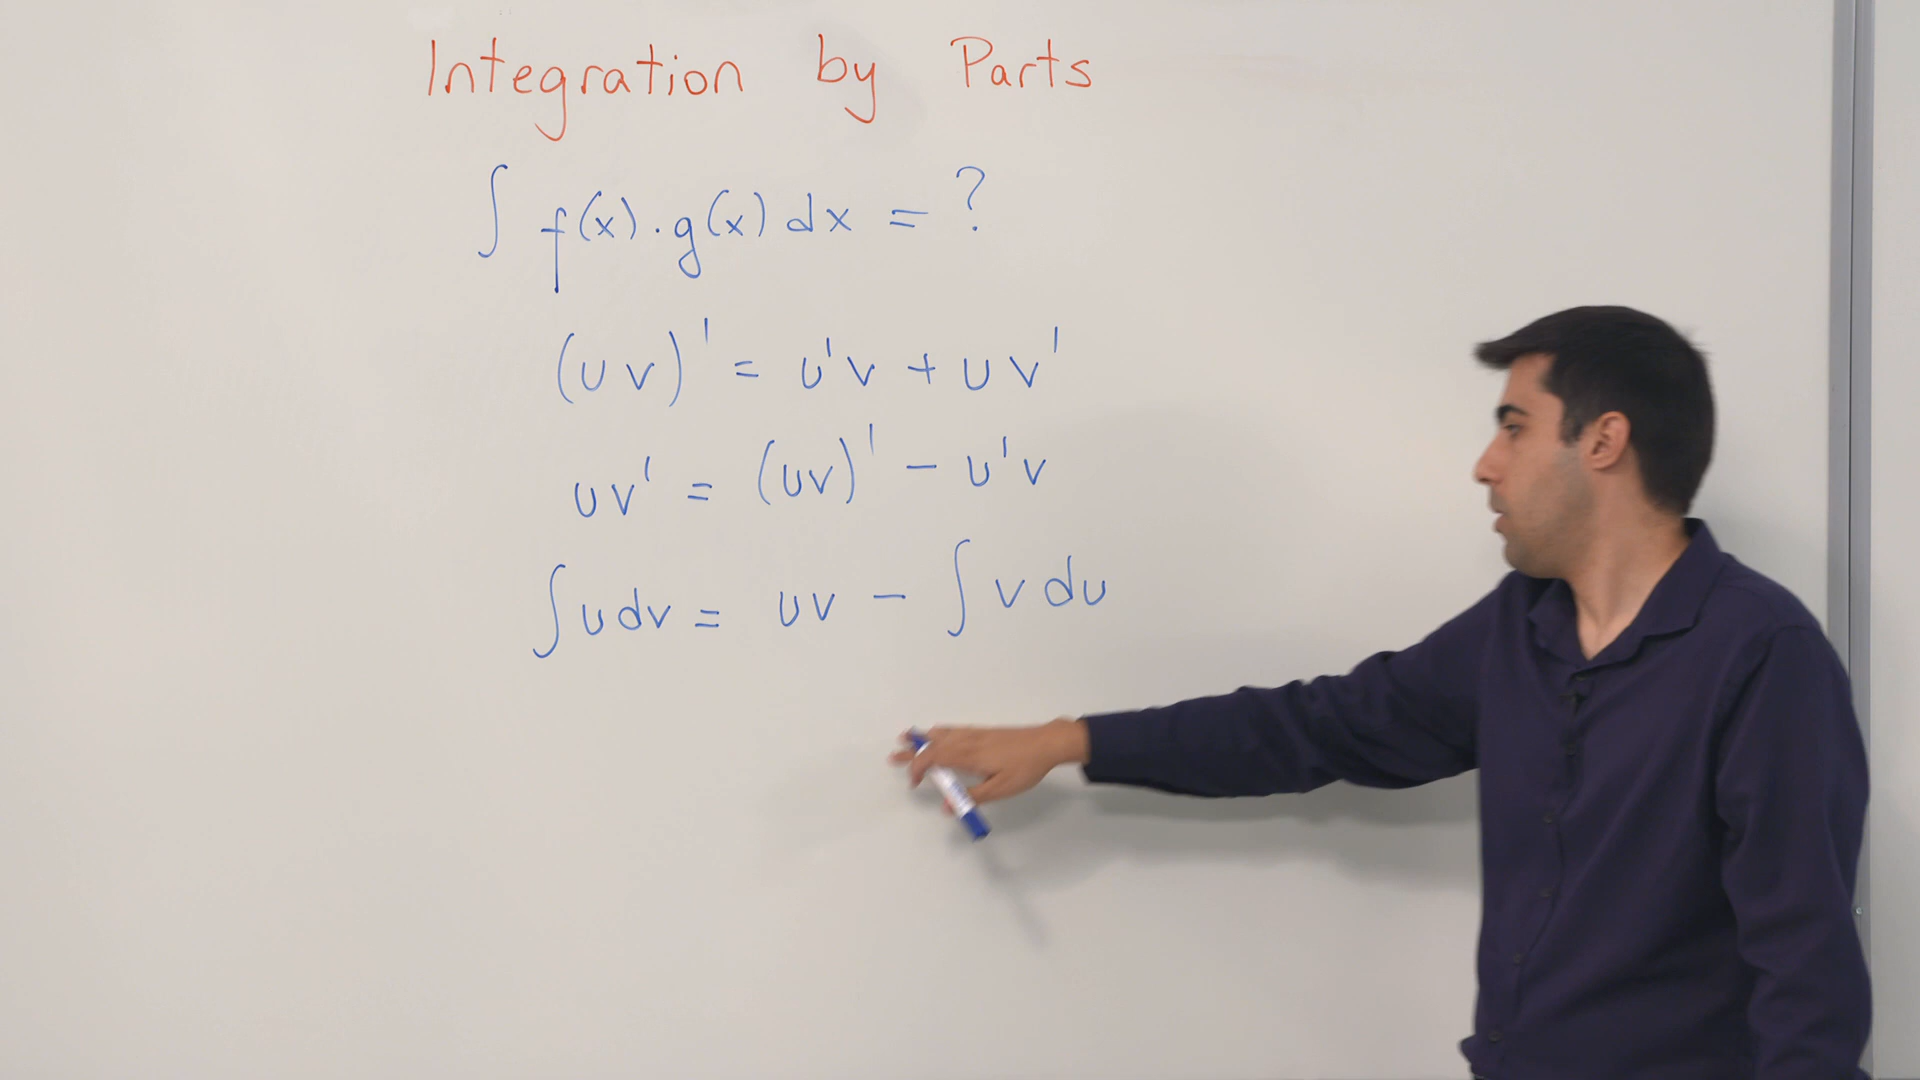 Integration by Parts
∫ f(x)·g(x) dx = ?
(uv)' = u'v + uv'
uv' = (uv)' - u'v
∫ u dv = uv - ∫ v du